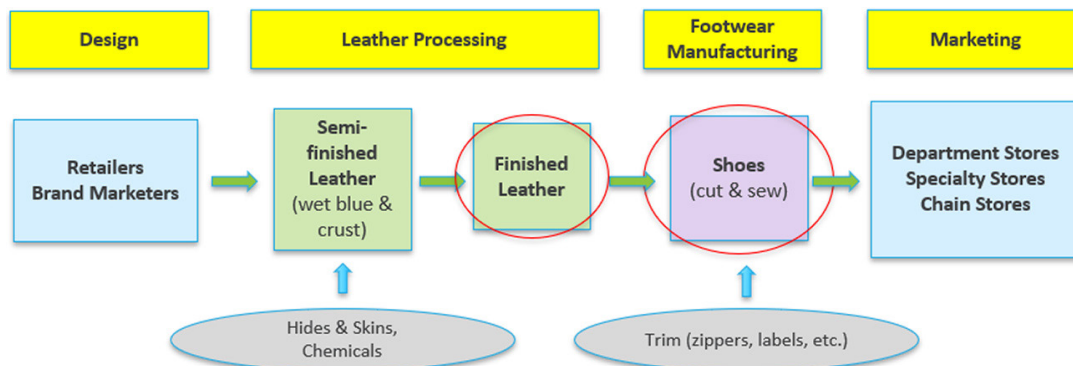 Design
Leather Processing
Footwear
Manufacturing
Marketing
Retailers
Brand Marketers
Semi-
finished
Leather
(wet blue &
crust)
Finished
Leather
Shoes
(cut & sew)
Department Stores
Specialty Stores
Chain Stores
Hides & Skins,
Chemicals
Trim (zippers, labels, etc.)